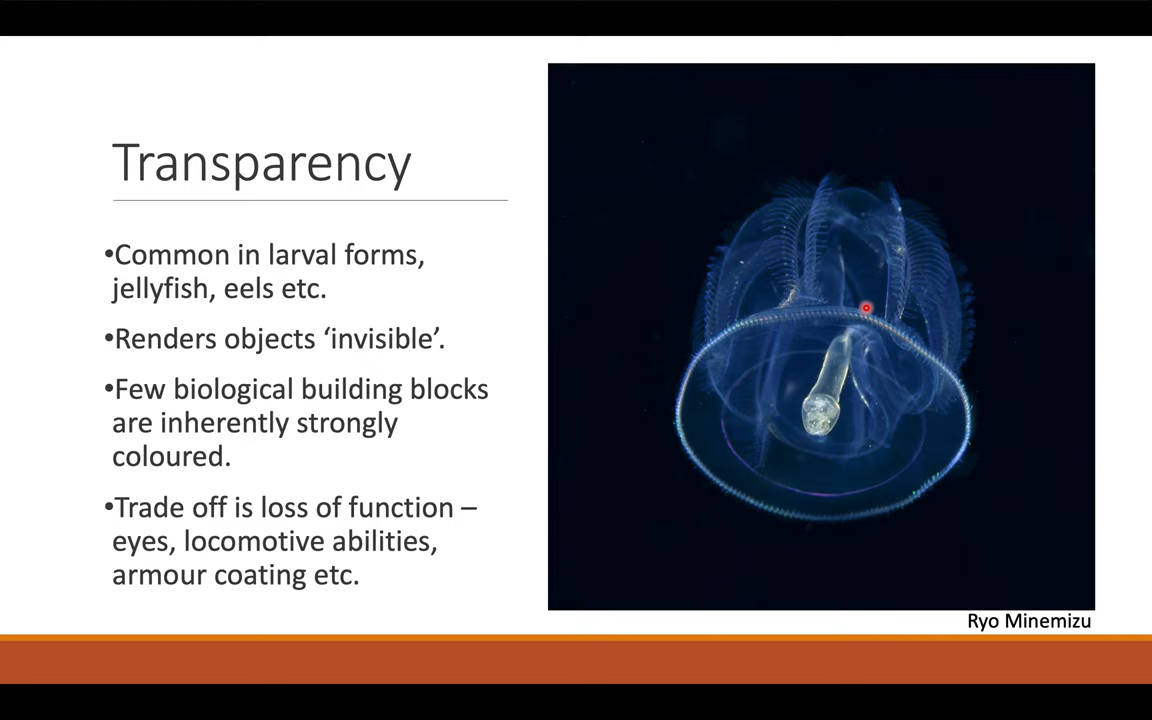 Transparency
•Common in larval forms,
jellyfish, eels etc.
•Renders objects ‘invisible’.
•Few biological building blocks
are inherently strongly
coloured.
•Trade off is loss of function –
eyes, locomotive abilities,
armour coating etc.
Ryo Minemizu